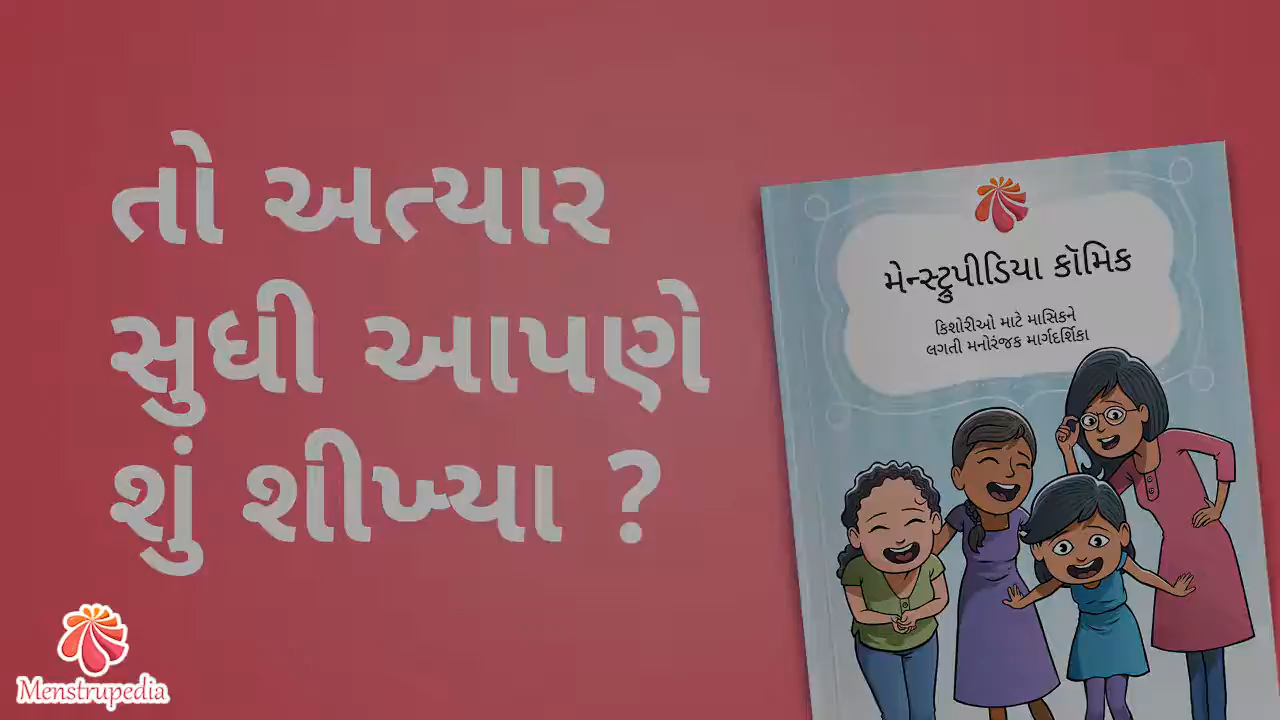 તો અત્યાર
સુધી આપણે
શું શીખ્યા ?
મેન્સ્ટ્રુપીડિયા કૉમિક
કિશોરીઓ માટે માસિકને
લગતી મનોરંજક માર્ગદર્શિકા
Menstrupedia